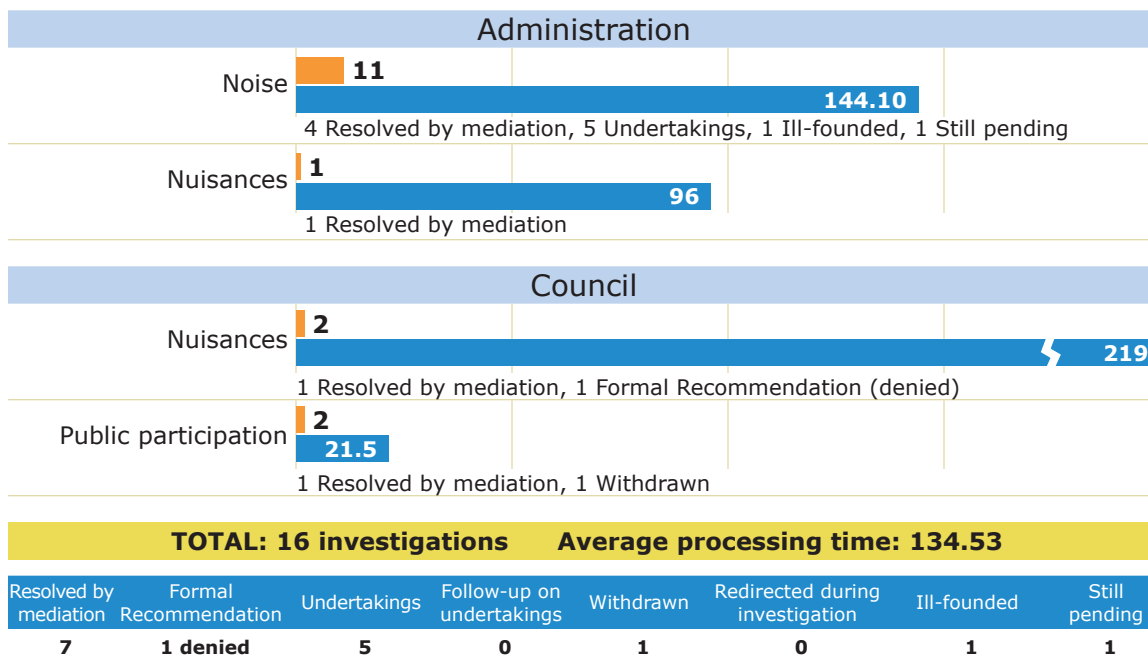 Administration
Noise
11
144.10
4 Resolved by mediation, 5 Undertakings, 1 Ill-founded, 1 Still pending
Nuisances
1
96
1 Resolved by mediation
Council
Nuisances
2
219
1 Resolved by mediation, 1 Formal Recommendation (denied)
Public participation
2
21.5
1 Resolved by mediation, 1 Withdrawn
TOTAL: 16 investigations Average processing time: 134.53
Resolved by mediation
Formal Recommendation
Undertakings
Follow-up on undertakings
Withdrawn
Redirected during investigation
Ill-founded
Still pending
7 1 denied 5 0 1 0 1 1